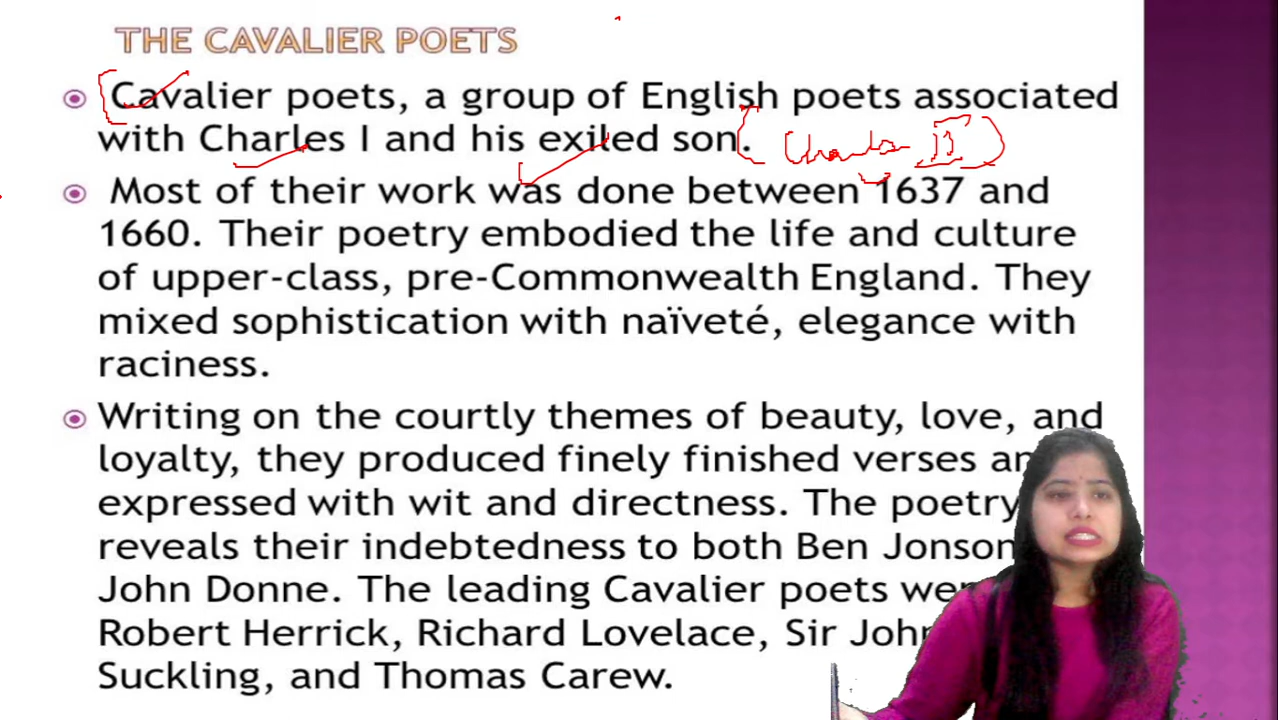 THE CAVALIER POETS
Cavalier poets, a group of English poets associated
with Charles I and his exiled son. (Charles II)
Most of their work was done between 1637 and
1660. Their poetry embodied the life and culture
of upper-class, pre-Commonwealth England. They
mixed sophistication with naïveté, elegance with
raciness.
Writing on the courtly themes of beauty, love, and
loyalty, they produced finely finished verses
expressed with wit and directness. The poetry
reveals their indebtedness to both Ben Jonson
John Donne. The leading Cavalier poets
Robert Herrick, Richard Lovelace, Sir
Suckling, and Thomas Carew.